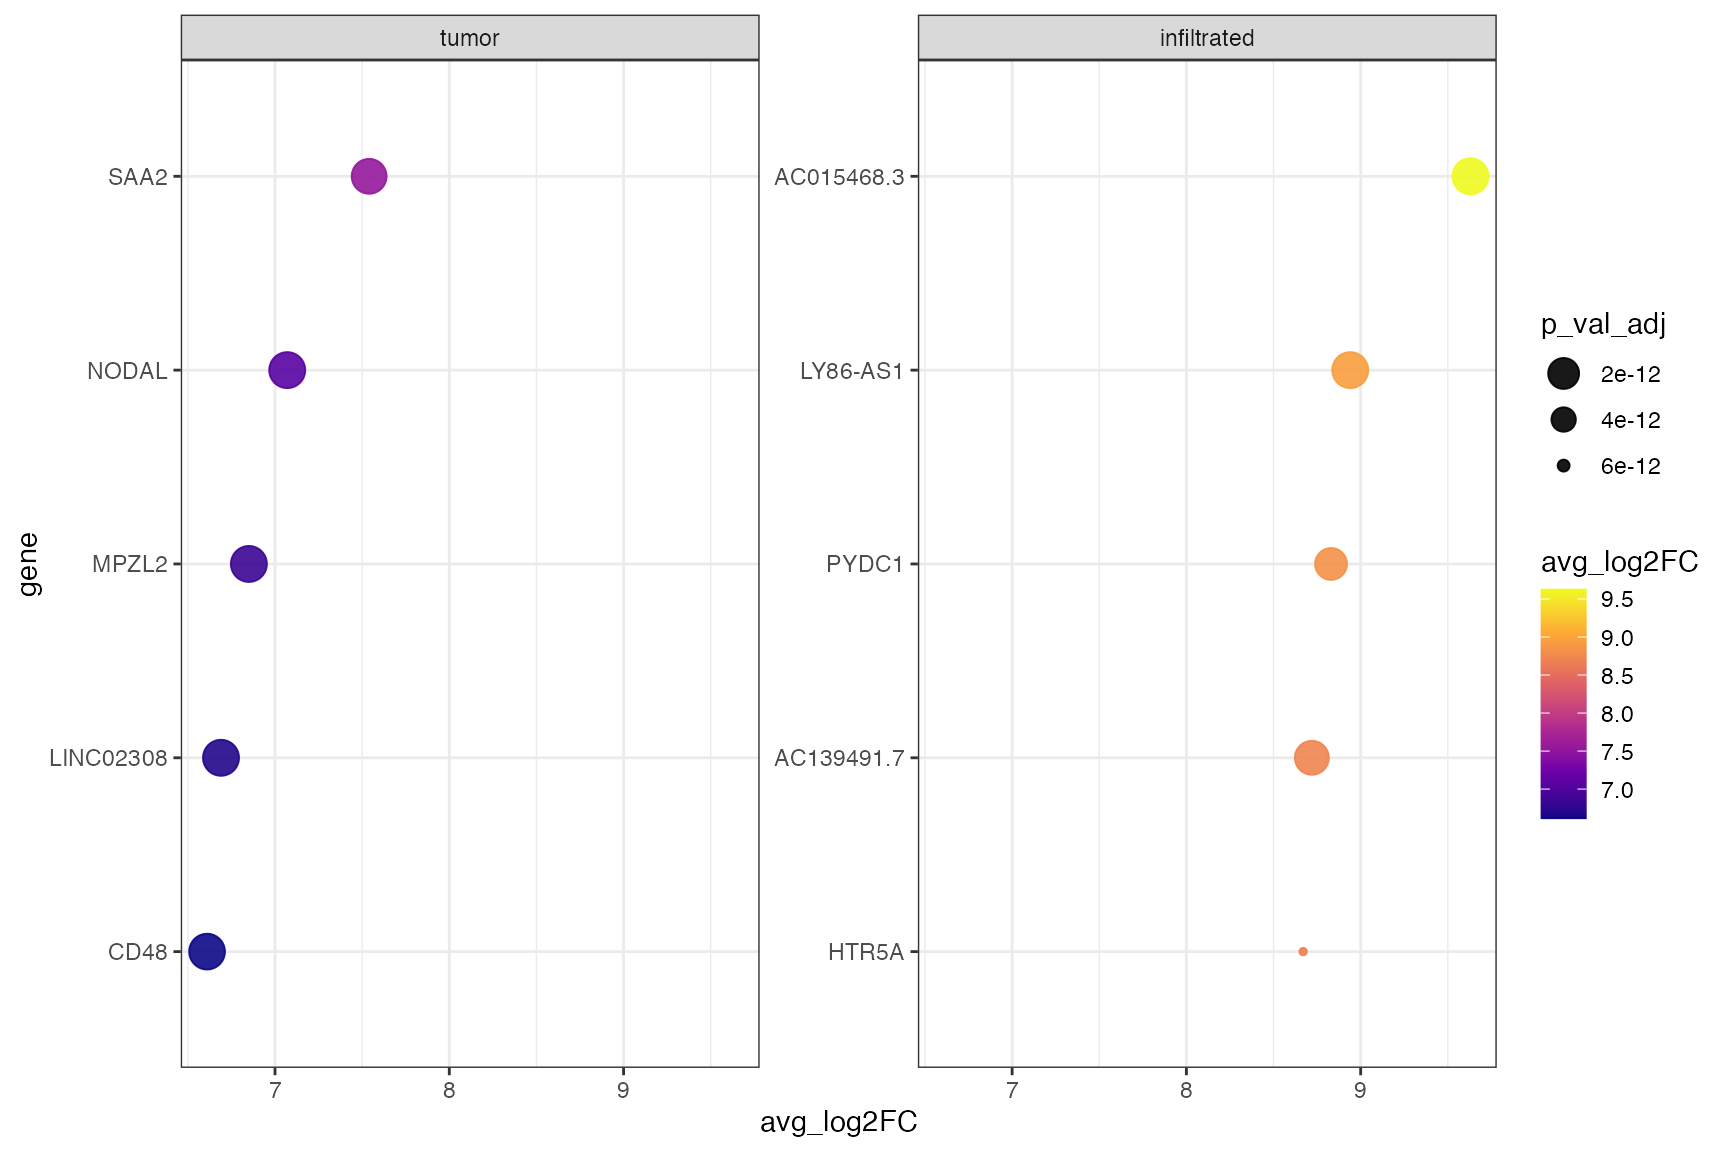 tumor
infiltrated
gene
SAA2
NODAL
MPZL2
LINC02308
CD48
AC015468.3
LY86-AS1
PYDC1
AC139491.7
HTR5A
7 8 9
7 8 9
avg_log2FC
p_val_adj
2e-12
4e-12
6e-12
avg_log2FC
9.5
9.0
8.5
8.0
7.5
7.0